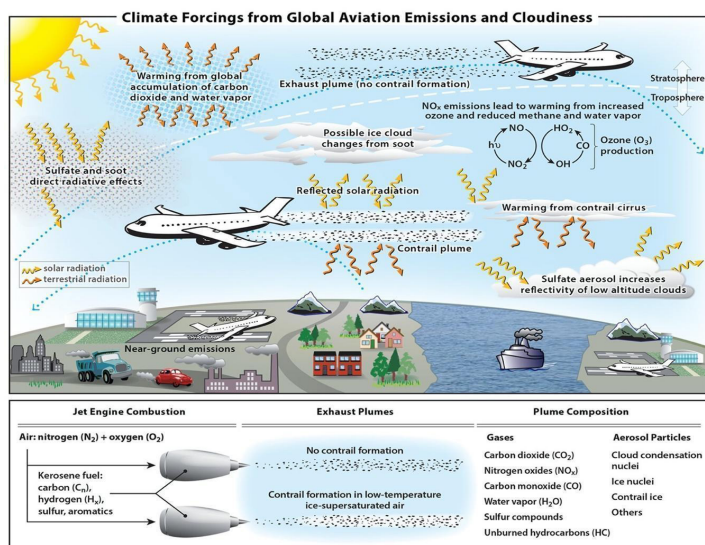 Climate Forcings from Global Aviation Emissions and Cloudiness
Warming from global
accumulation of carbon
dioxide and water vapor
Exhaust plume (no contrail formation)
Stratosphere
Troposphere
NOx emissions lead to warming from increased
ozone and reduced methane and water vapor
Possible ice cloud
changes from soot
NO
HO₂
hυ
CO
NO₂
OH
Ozone (O₃)
production
Sulfate and soot
direct radiative effects
Reflected solar radiation
Warming from contrail cirrus
Contrail plume
solar radiation
terrestrial radiation
Sulfate aerosol increases
reflectivity of low altitude clouds
Near-ground emissions
Jet Engine Combustion
Exhaust Plumes
Plume Composition
Air: nitrogen (N₂) + oxygen (O₂)
Kerosene fuel:
carbon (Cn),
hydrogen (Hx),
sulfur, aromatics
No contrail formation
Contrail formation in low-temperature
ice-supersaturated air
Gases
Carbon dioxide (CO₂)
Nitrogen oxides (NOx)
Carbon monoxide (CO)
Water vapor (H₂O)
Sulfur compounds
Unburned hydrocarbons (HC)
Aerosol Particles
Cloud condensation
nuclei
Ice nuclei
Contrail ice
Others